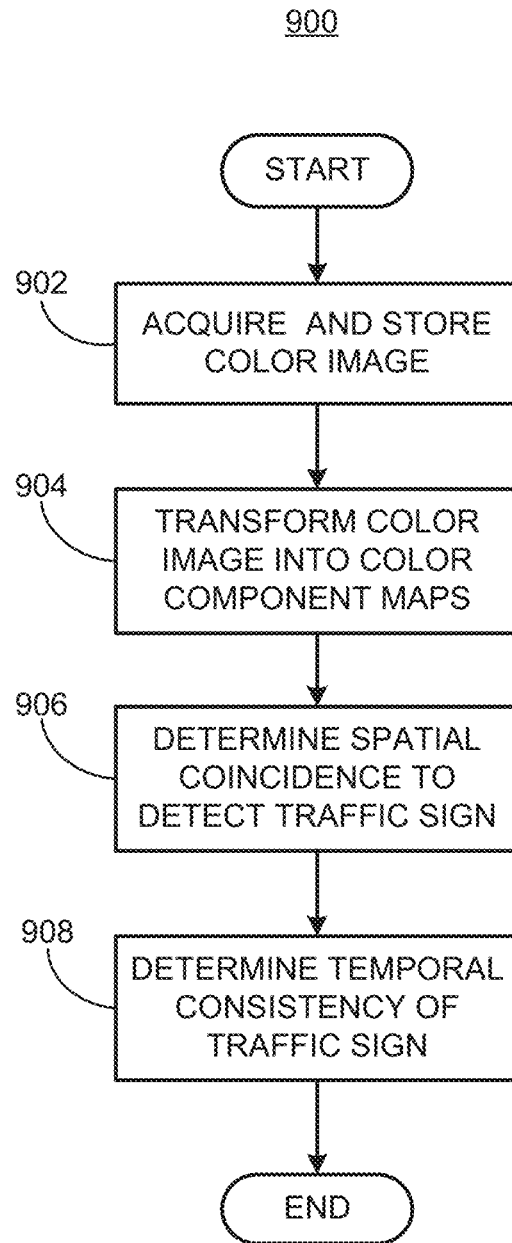 900
START
902
ACQUIRE AND STORE
COLOR IMAGE
904
TRANSFORM COLOR
IMAGE INTO COLOR
COMPONENT MAPS
906
DETERMINE SPATIAL
COINCIDENCE TO
DETECT TRAFFIC SIGN
908
DETERMINE TEMPORAL
CONSISTENCY OF
TRAFFIC SIGN
END